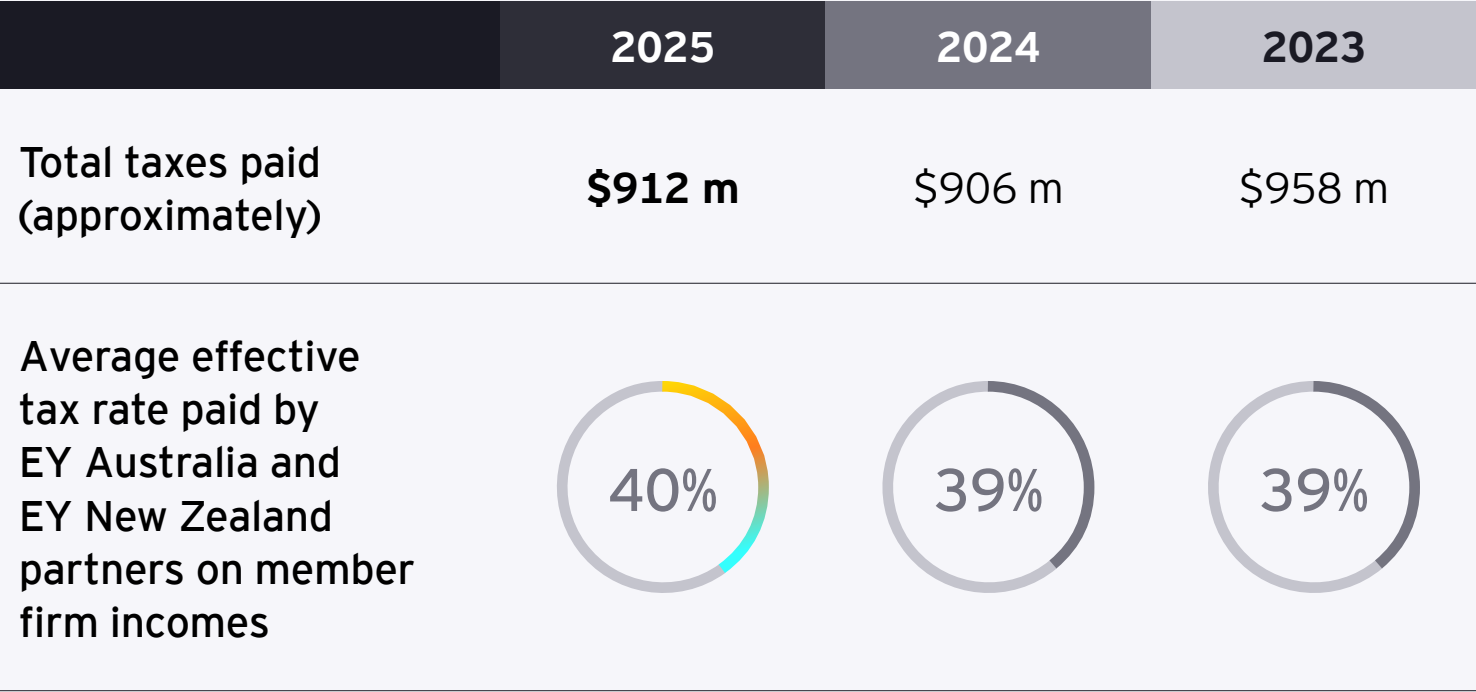 2025 2024 2023
Total taxes paid
(approximately)
$912 m $906 m $958 m
Average effective
tax rate paid by
EY Australia and
EY New Zealand
partners on member
firm incomes
40% 39% 39%